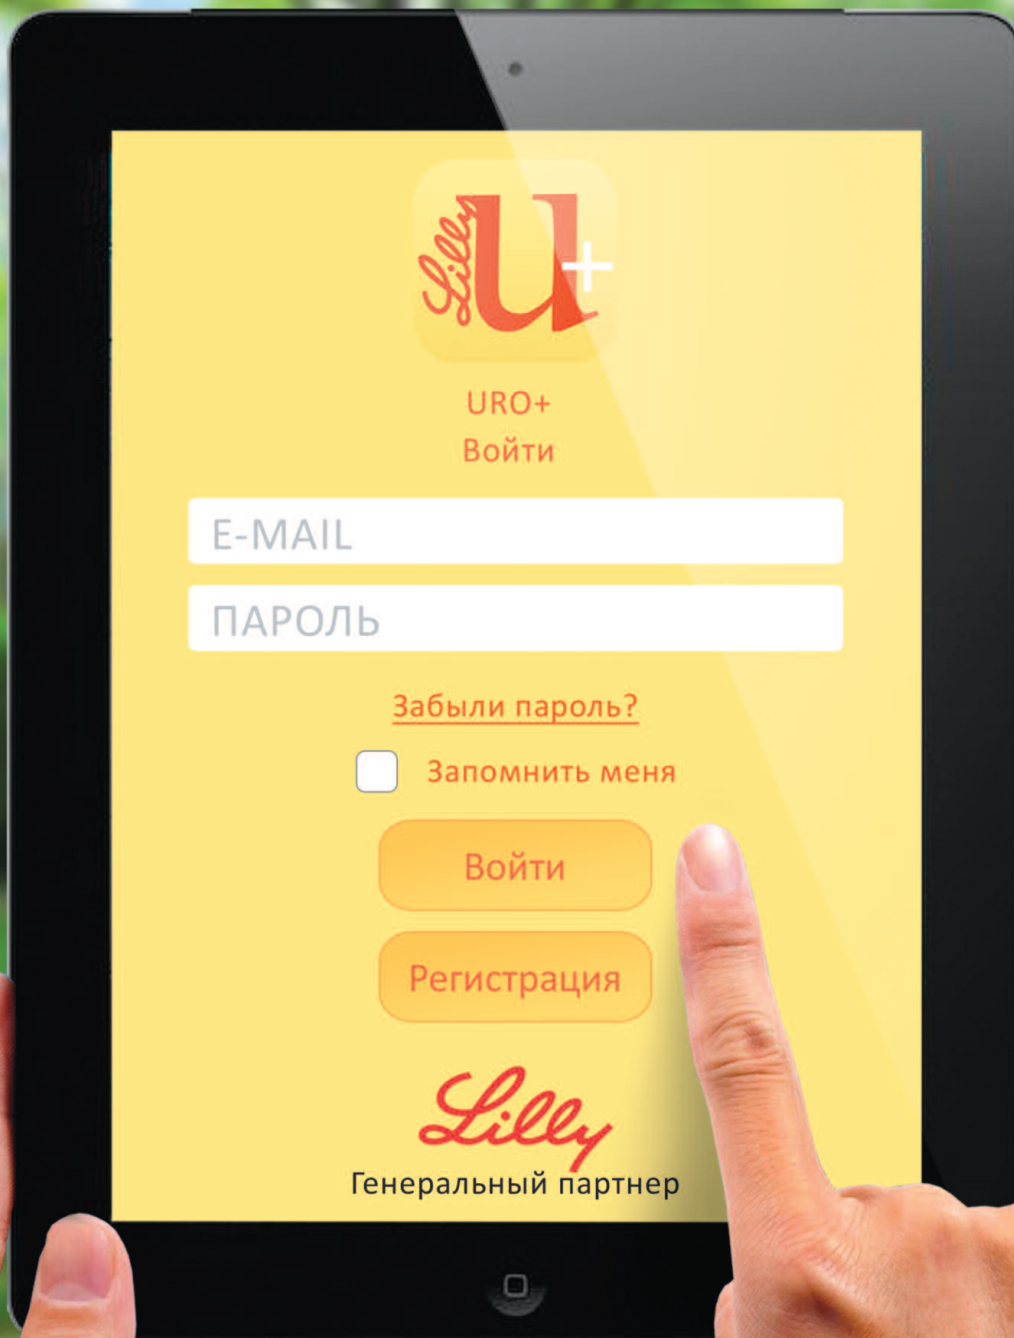 Lilly
u+
URO+
Войти
E-MAIL
ПАРОЛЬ
Забыли пароль?
Запомнить меня
Войти
Регистрация
Lilly
Генеральный партнер